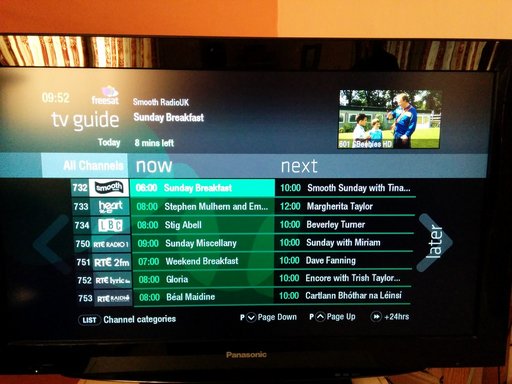 09:52 freesat Smooth RadioUK
tv guide Sunday Breakfast
Today 8 mins left
601 CBeebies HD
All Channels now next
732 smooth 06:00 Sunday Breakfast 10:00 Smooth Sunday with Tina...
733 heart 08:00 Stephen Mulhern and Em... 12:00 Margherita Taylor
734 LBC 08:00 Stig Abell 10:00 Beverley Turner
750 RTÉ RADIO 1 09:00 Sunday Miscellany 10:00 Sunday with Miriam
751 RTÉ 2fm 07:00 Weekend Breakfast 10:00 Dave Fanning
752 RTÉ lyric fm 08:00 Gloria 10:00 Encore with Trish Taylor...
753 RTÉ RAIDIÓ 08:00 Béal Maidine 10:00 Cartlann Bhóthar na Léinsí
later
LIST Channel categories P Page Down P Page Up +24hrs
Panasonic